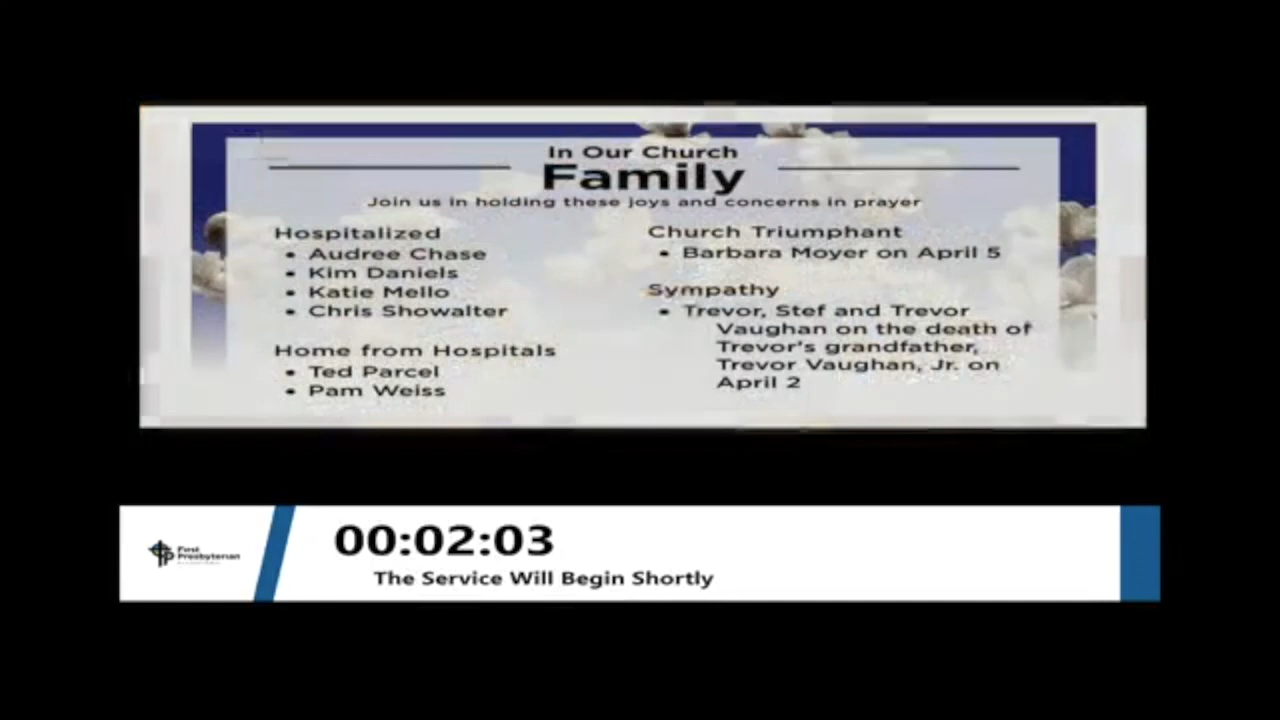 In Our Church
Family
Join us in holding these joys and concerns in prayer
Hospitalized
• Audree Chase
• Kim Daniels
• Katie Mello
• Chris Showalter
Home from Hospitals
• Ted Parcel
• Pam Weiss
Church Triumphant
• Barbara Moyer on April 5
Sympathy
• Trevor, Stef and Trevor
Vaughan on the death of
Trevor's grandfather,
Trevor Vaughan, Jr. on
April 2
First
Presbyterian
00:02:03
The Service Will Begin Shortly